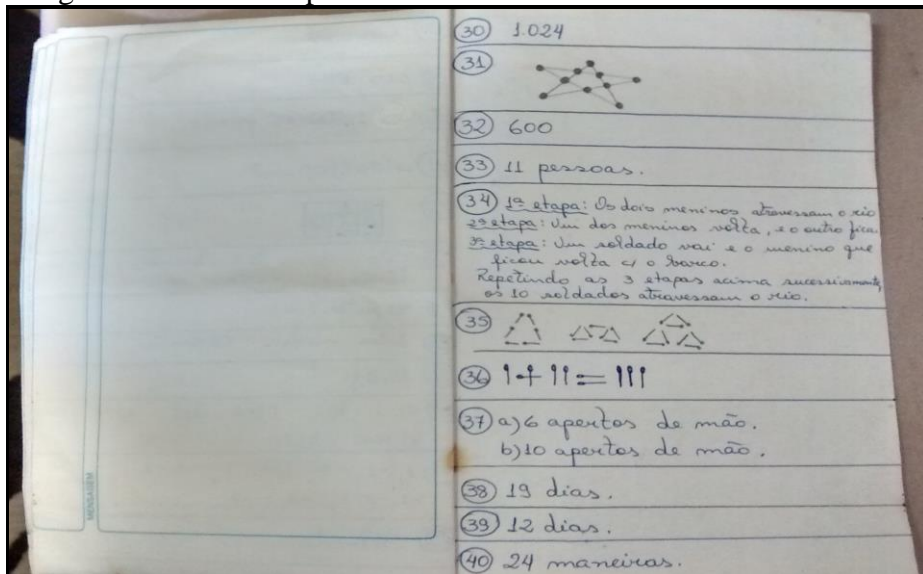 MENSAGEM
30 1.024
31
32 600
33 11 pessoas.
34 1ª etapa: Os dois meninos atravessam o rio
2ª etapa: Um dos meninos volta, e o outro fica.
3ª etapa: Um soldado vai e o menino que
ficou volta c/ o barco.
Repetindo as 3 etapas acima sucessivamente,
os 10 soldados atravessam o rio.
35
36 | + || = |||
37 a) 6 apertos de mão.
b) 10 apertos de mão.
38 19 dias.
39 12 dias.
40 24 maneiras.